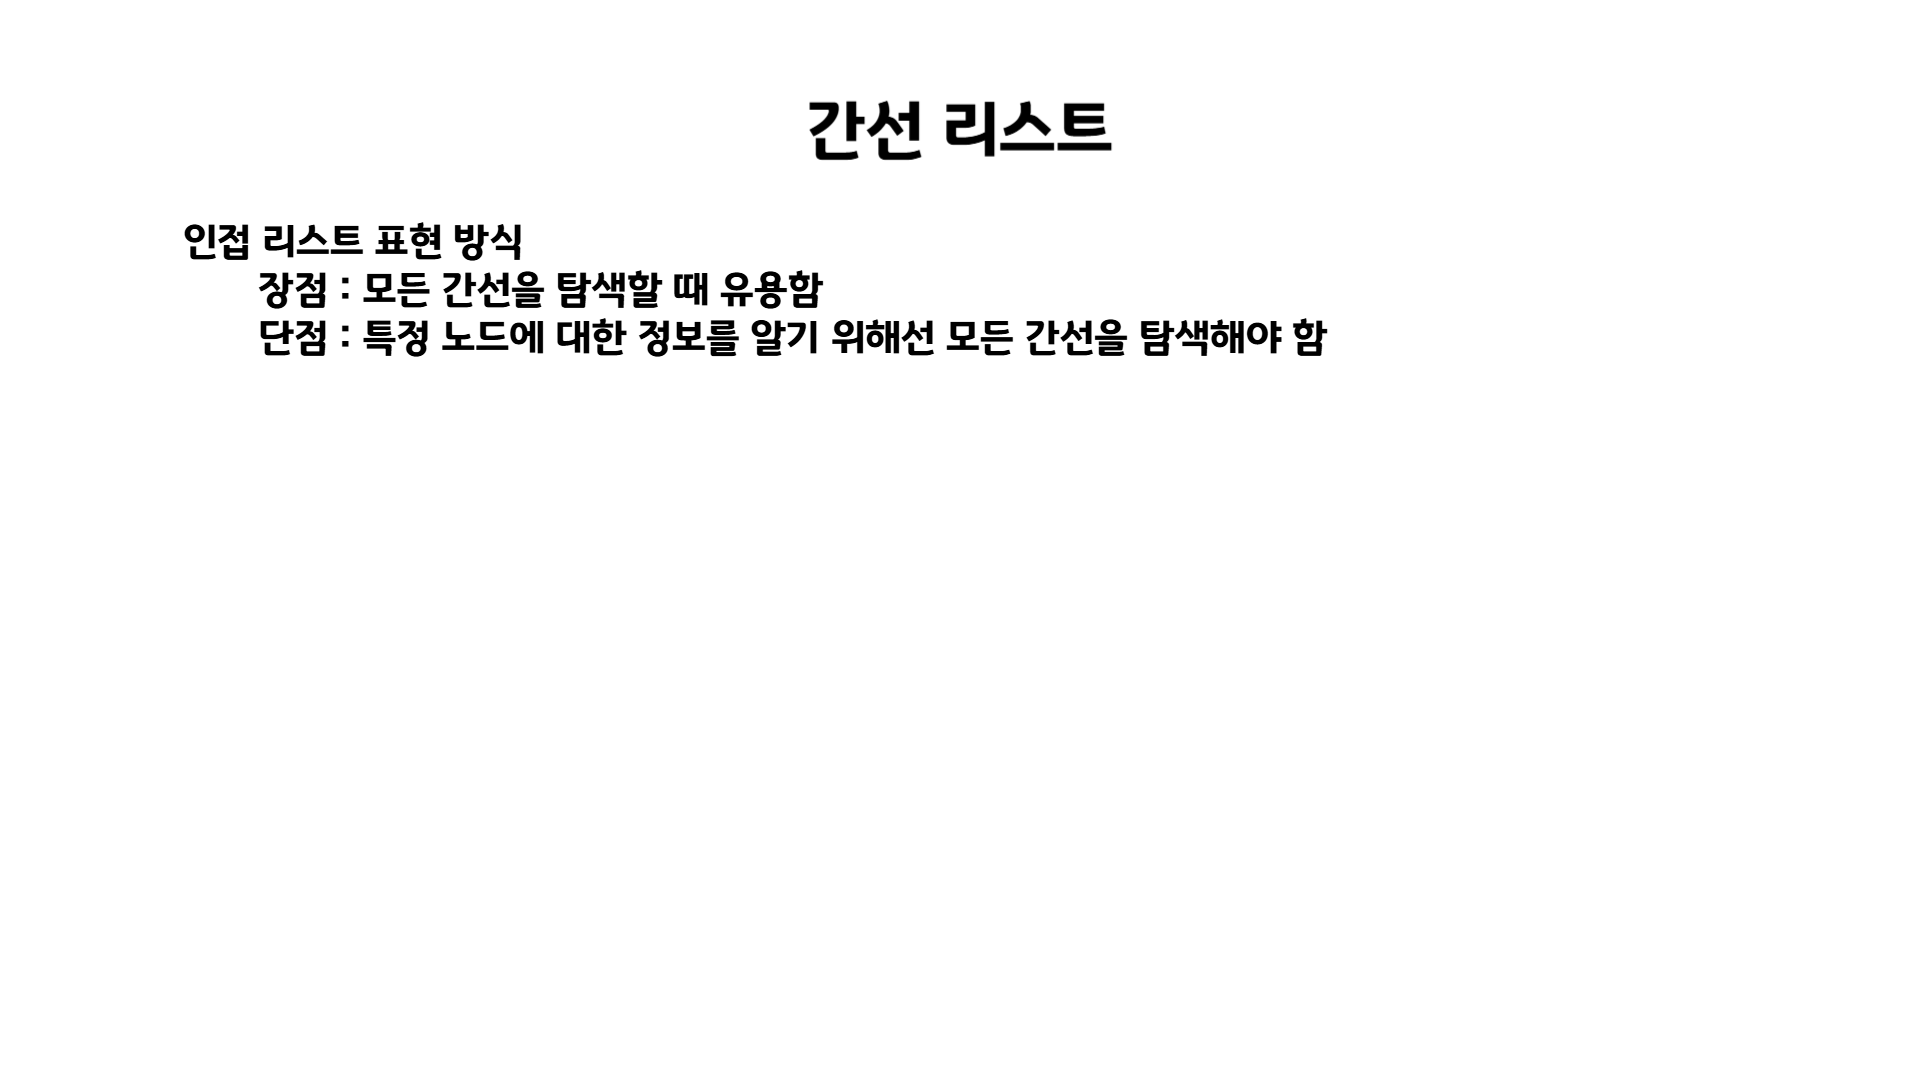 간선 리스트
인접 리스트 표현 방식
장점 : 모든 간선을 탐색할 때 유용함
단점 : 특정 노드에 대한 정보를 알기 위해선 모든 간선을 탐색해야 함